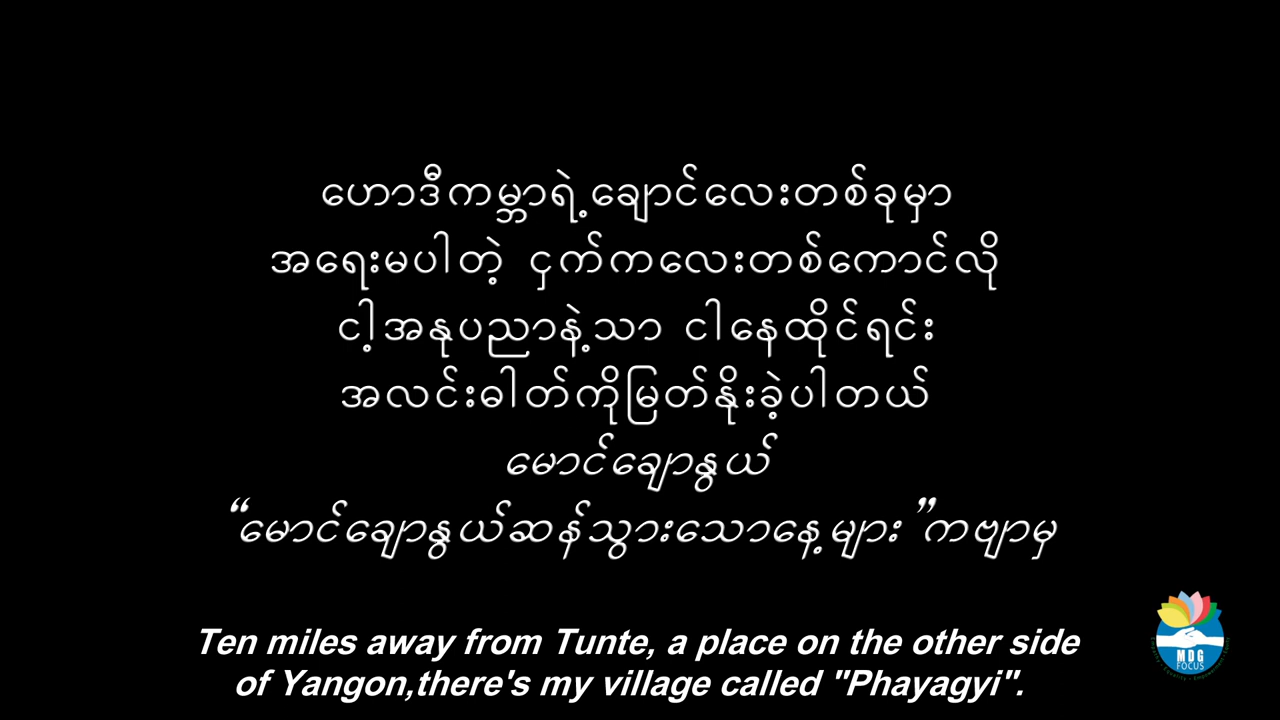 ဟောဒီကမ္ဘာရဲ့ချောင်လေးတစ်ခုမှာ
အရေးမပါတဲ့ ငှက်ကလေးတစ်ကောင်လို
ငါ့အနုပညာနဲ့သာ ငါနေထိုင်ရင်း
အလင်းဓါတ်ကိုမြတ်နိုးခဲ့ပါတယ်
မောင်ချောနွယ်
“မောင်ချောနွယ်ဆန်သွားသောနေ့များ”ကဗျာမှ
Ten miles away from Tunte, a place on the other side
of Yangon,there's my village called "Phayagyi".
MDG
FOCUS